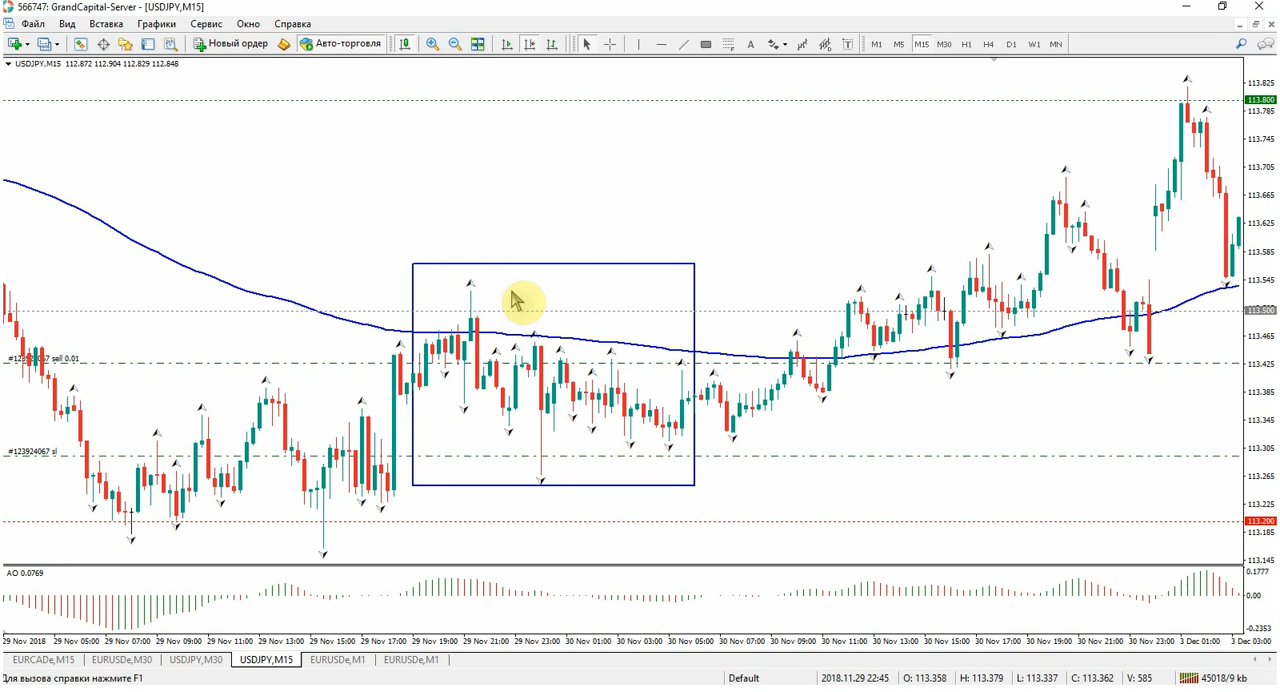 566747: GrandCapital-Server - [USDJPY,M15]
Файл Вид Вставка Графики Сервис Окно Справка
Новый ордер Авто-торговля A T M1 M5 M15 M30 H1 H4 D1 W1 MN
USDJPY,M15 112.872 112.904 112.829 112.848
113.825
113.800
113.785
113.745
113.705
113.665
113.625
113.585
113.545
113.500
113.465
sell 0.01
113.425
113.385
113.345
#123924067 sl
113.305
113.265
113.225
113.200
113.185
113.145
AO 0.0769
0.1777
0.00
-0.2353
29 Nov 2018 29 Nov 05:00 29 Nov 07:00 29 Nov 09:00 29 Nov 11:00 29 Nov 13:00 29 Nov 15:00 29 Nov 17:00 29 Nov 19:00 29 Nov 21:00 29 Nov 23:00 30 Nov 01:00 30 Nov 03:00 30 Nov 05:00 30 Nov 07:00 30 Nov 09:00 30 Nov 11:00 30 Nov 13:00 30 Nov 15:00 30 Nov 17:00 30 Nov 19:00 30 Nov 21:00 30 Nov 23:00 3 Dec 01:00 3 Dec 03:00
EURCADe,M15 EURUSDe,M30 USDJPY,M30 USDJPY,M15 EURUSDe,M1 EURUSDe,M1
Для вызова справки нажмите F1 Default 2018.11.29 22:45 O: 113.358 H: 113.379 L: 113.337 C: 113.362 V: 585 45018/9 kb